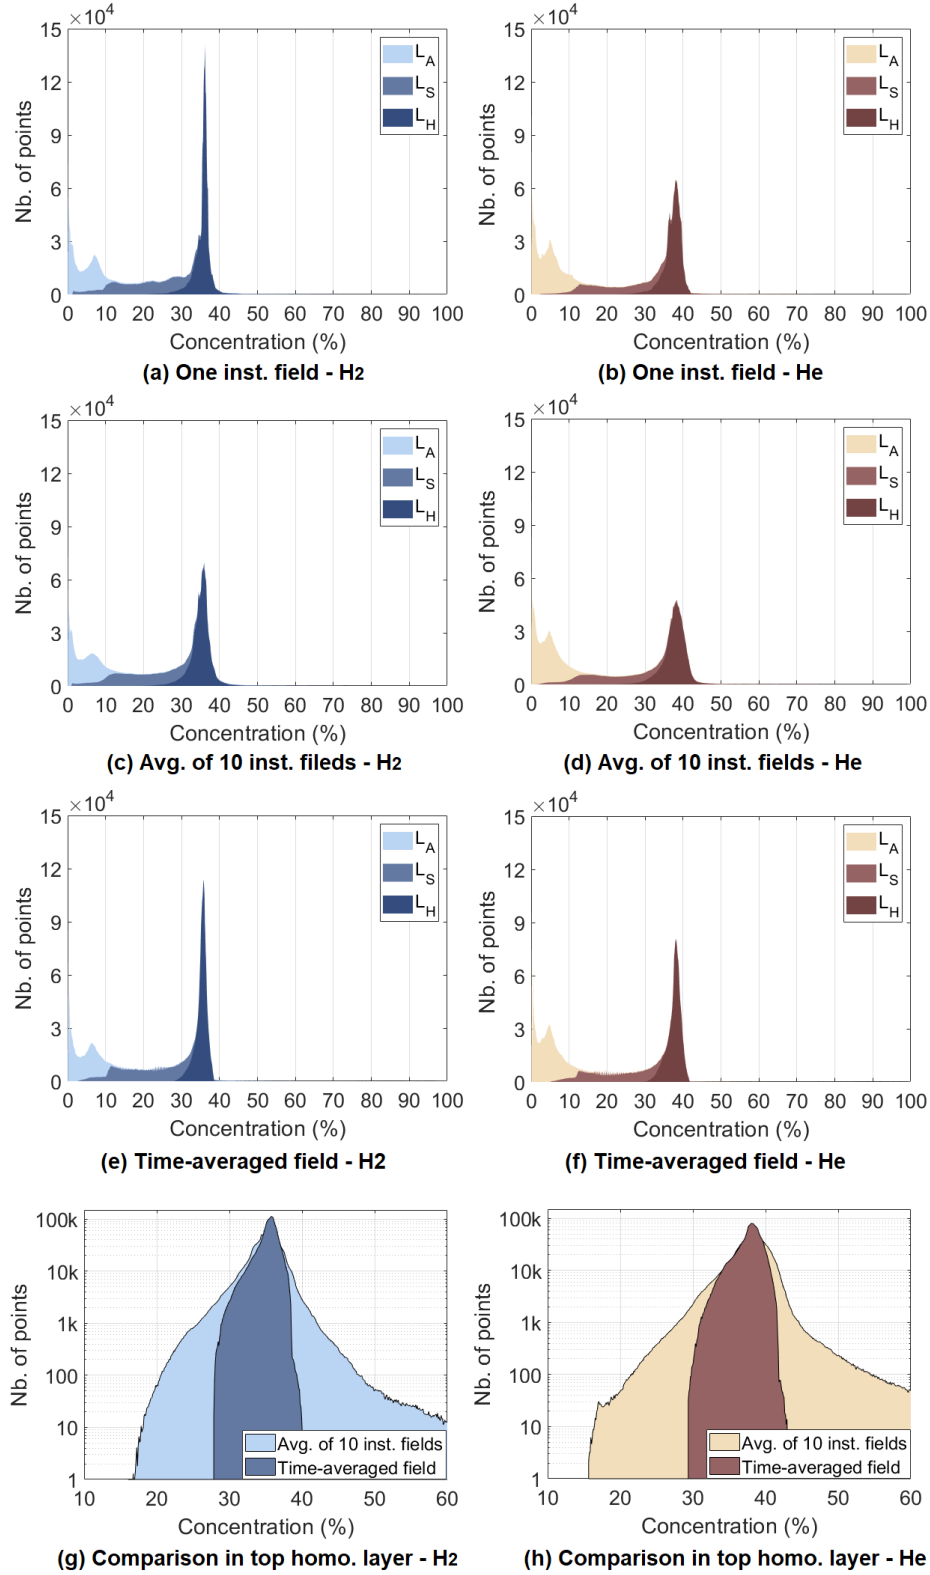 ×10⁴
15
12
9
6
3
0
Nb. of points
L_A
L_S
L_H
0 10 20 30 40 50 60 70 80 90 100
Concentration (%)
(a) One inst. field - H2
×10⁴
15
12
9
6
3
0
Nb. of points
L_A
L_S
L_H
0 10 20 30 40 50 60 70 80 90 100
Concentration (%)
(b) One inst. field - He
×10⁴
15
12
9
6
3
0
Nb. of points
L_A
L_S
L_H
0 10 20 30 40 50 60 70 80 90 100
Concentration (%)
(c) Avg. of 10 inst. fileds - H2
×10⁴
15
12
9
6
3
0
Nb. of points
L_A
L_S
L_H
0 10 20 30 40 50 60 70 80 90 100
Concentration (%)
(d) Avg. of 10 inst. fields - He
×10⁴
15
12
9
6
3
0
Nb. of points
L_A
L_S
L_H
0 10 20 30 40 50 60 70 80 90 100
Concentration (%)
(e) Time-averaged field - H2
×10⁴
15
12
9
6
3
0
Nb. of points
L_A
L_S
L_H
0 10 20 30 40 50 60 70 80 90 100
Concentration (%)
(f) Time-averaged field - He
100k
10k
1k
100
10
1
Nb. of points
Avg. of 10 inst. fields
Time-averaged field
10 20 30 40 50 60
Concentration (%)
(g) Comparison in top homo. layer - H2
100k
10k
1k
100
10
1
Nb. of points
Avg. of 10 inst. fields
Time-averaged field
10 20 30 40 50 60
Concentration (%)
(h) Comparison in top homo. layer - He